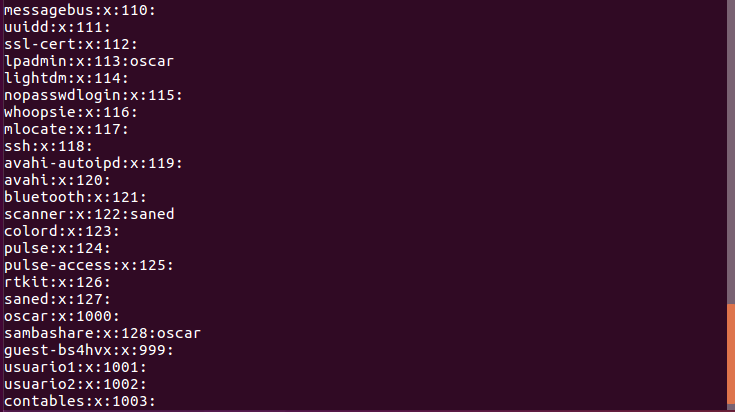 messagebus:x:110:
uuidd:x:111:
ssl-cert:x:112:
lpadmin:x:113:oscar
lightdm:x:114:
nopasswdlogin:x:115:
whoopsie:x:116:
mlocate:x:117:
ssh:x:118:
avahi-autoipd:x:119:
avahi:x:120:
bluetooth:x:121:
scanner:x:122:saned
colord:x:123:
pulse:x:124:
pulse-access:x:125:
rtkit:x:126:
saned:x:127:
oscar:x:1000:
sambashare:x:128:oscar
guest-bs4hvx:x:999:
usuario1:x:1001:
usuario2:x:1002:
contables:x:1003: